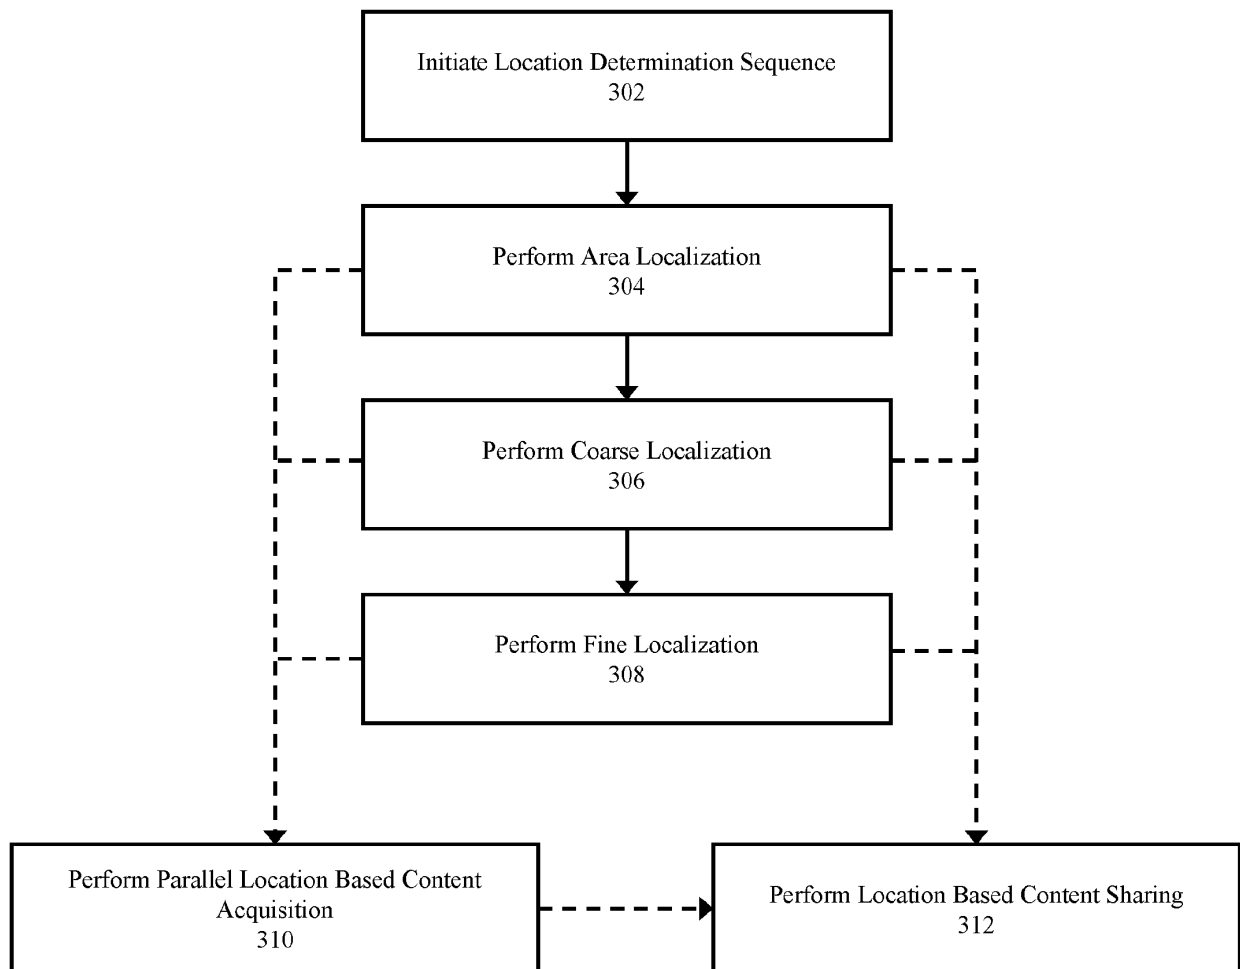 Initiate Location Determination Sequence
302
Perform Area Localization
304
Perform Coarse Localization
306
Perform Fine Localization
308
Perform Parallel Location Based Content
Acquisition
310
Perform Location Based Content Sharing
312